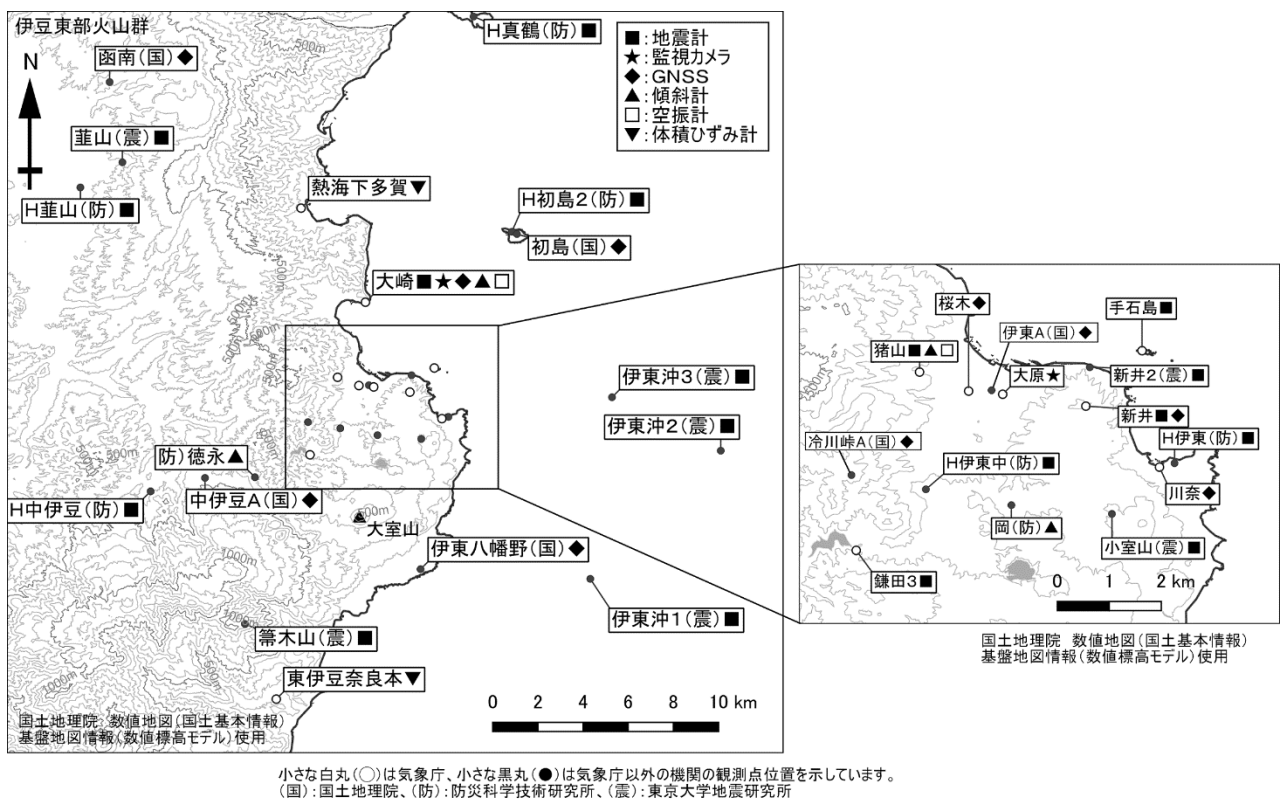 伊豆東部火山群
N
函南(国)◆
韮山(震)■
H韮山(防)■
H真鶴(防)■
■:地震計
★:監視カメラ
◆:GNSS
▲:傾斜計
□:空振計
▼:体積ひずみ計
熱海下多賀▼
H初島2(防)■
初島(国)◆
大崎■★◆▲□
伊東沖3(震)■
伊東沖2(震)■
防)徳永▲
中伊豆A(国)◆
H中伊豆(防)■
大室山
伊東八幡野(国)◆
伊東沖1(震)■
箒木山(震)■
東伊豆奈良本▼
500m
500m
500m
500m
500m
500m
1000m
1000m
1000m
500m
0 2 4 6 8 10 km
国土地理院 数値地図(国土基本情報)
基盤地図情報(数値標高モデル)使用
桜木◆
伊東A(国)◆
手石島■
猪山■▲□
大原★
新井2(震)■
新井■◆
冷川峠A(国)◆
H伊東(防)■
H伊東中(防)■
川奈◆
岡(防)▲
小室山(震)■
鎌田3■
500m
0 1 2 km
国土地理院 数値地図(国土基本情報)
基盤地図情報(数値標高モデル)使用
小さな白丸(○)は気象庁、小さな黒丸(●)は気象庁以外の機関の観測点位置を示しています。
(国):国土地理院、(防):防災科学技術研究所、(震):東京大学地震研究所